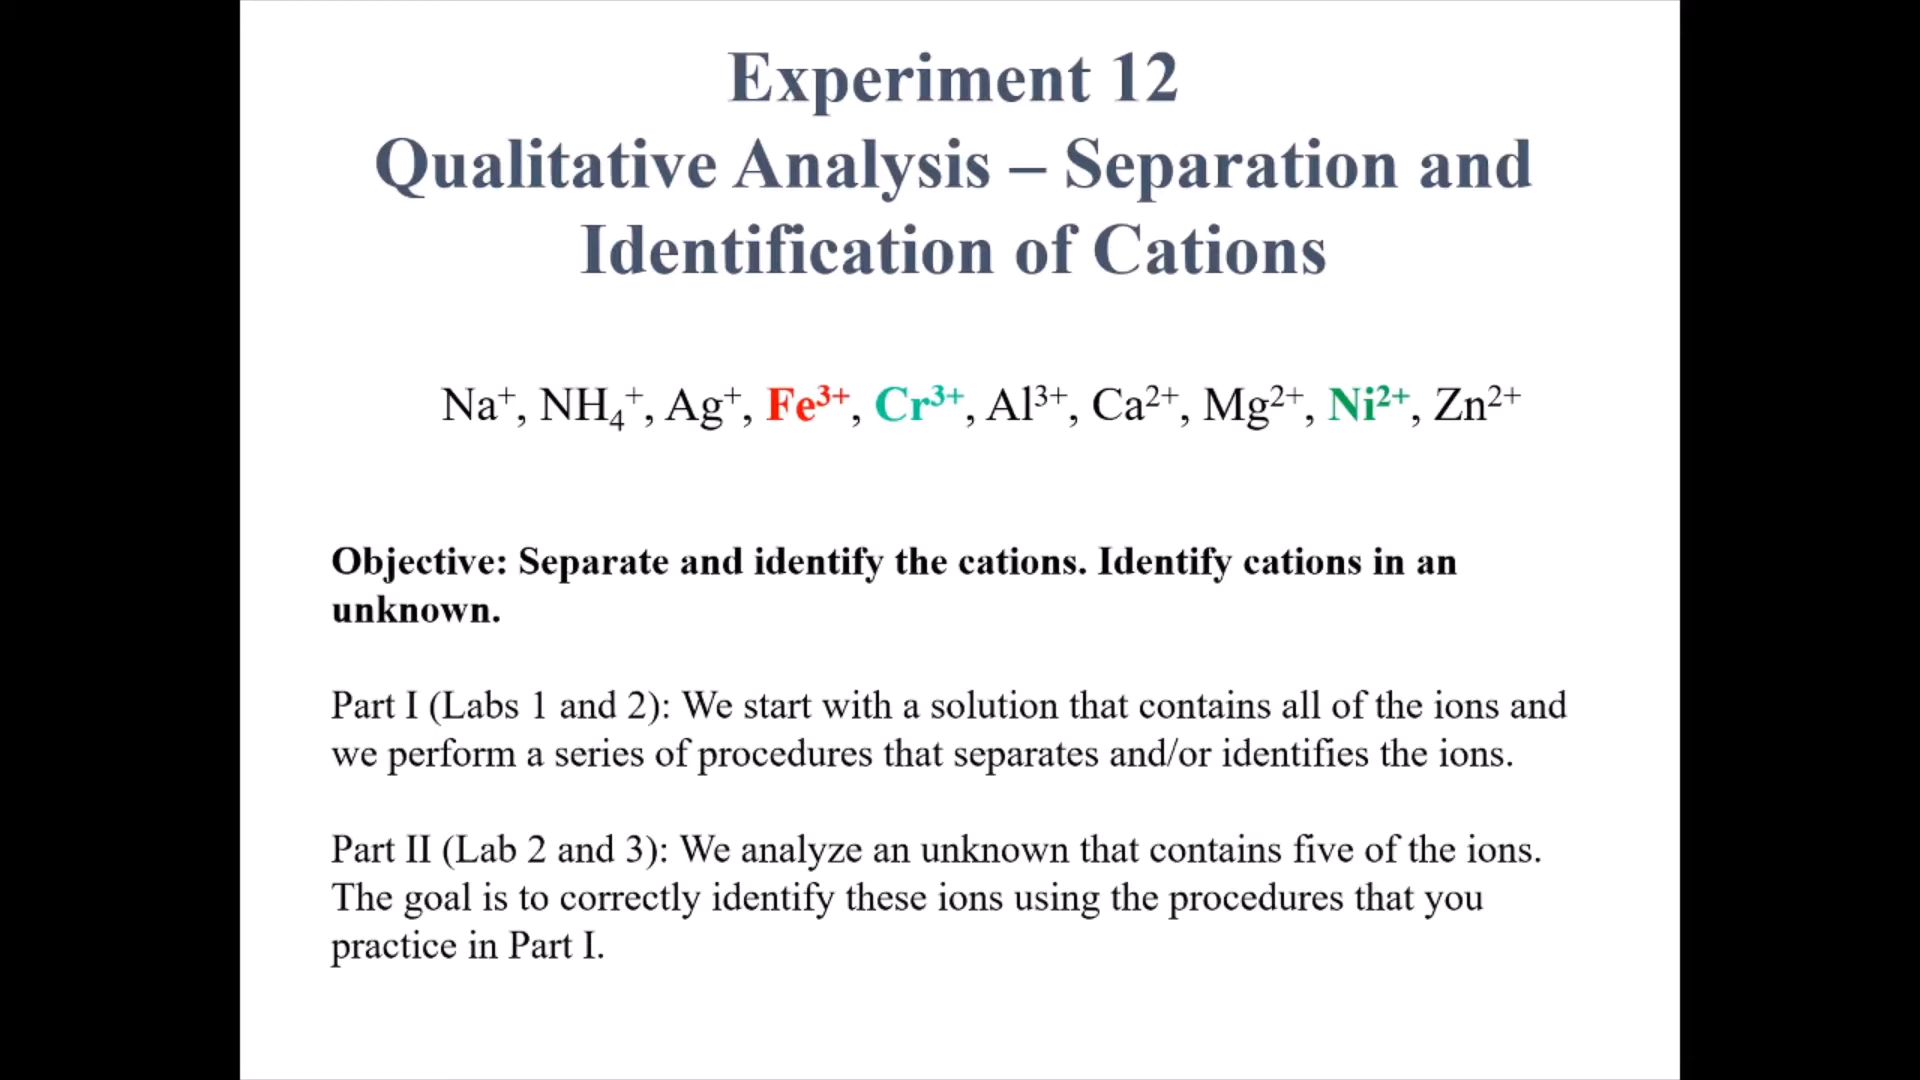 Experiment 12
Qualitative Analysis – Separation and
Identification of Cations
Na⁺, NH₄⁺, Ag⁺, Fe³⁺, Cr³⁺, Al³⁺, Ca²⁺, Mg²⁺, Ni²⁺, Zn²⁺
Objective: Separate and identify the cations. Identify cations in an
unknown.
Part I (Labs 1 and 2): We start with a solution that contains all of the ions and
we perform a series of procedures that separates and/or identifies the ions.
Part II (Lab 2 and 3): We analyze an unknown that contains five of the ions.
The goal is to correctly identify these ions using the procedures that you
practice in Part I.